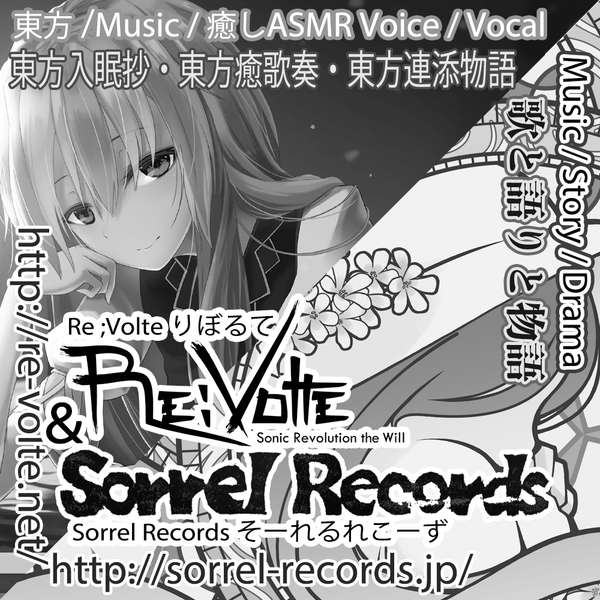 東方 /Music / 癒しASMR Voice / Vocal
東方入眠抄・東方癒歌奏・東方連添物語
Music / Story / Drama
歌と語りと物語
http://re-volte.net/
Re ;Volte りぼるて
Re:Volte
Sonic Revolution the Will
&
Sorrel Records
Sorrel Records そーれるれこーず
http://sorrel-records.jp/